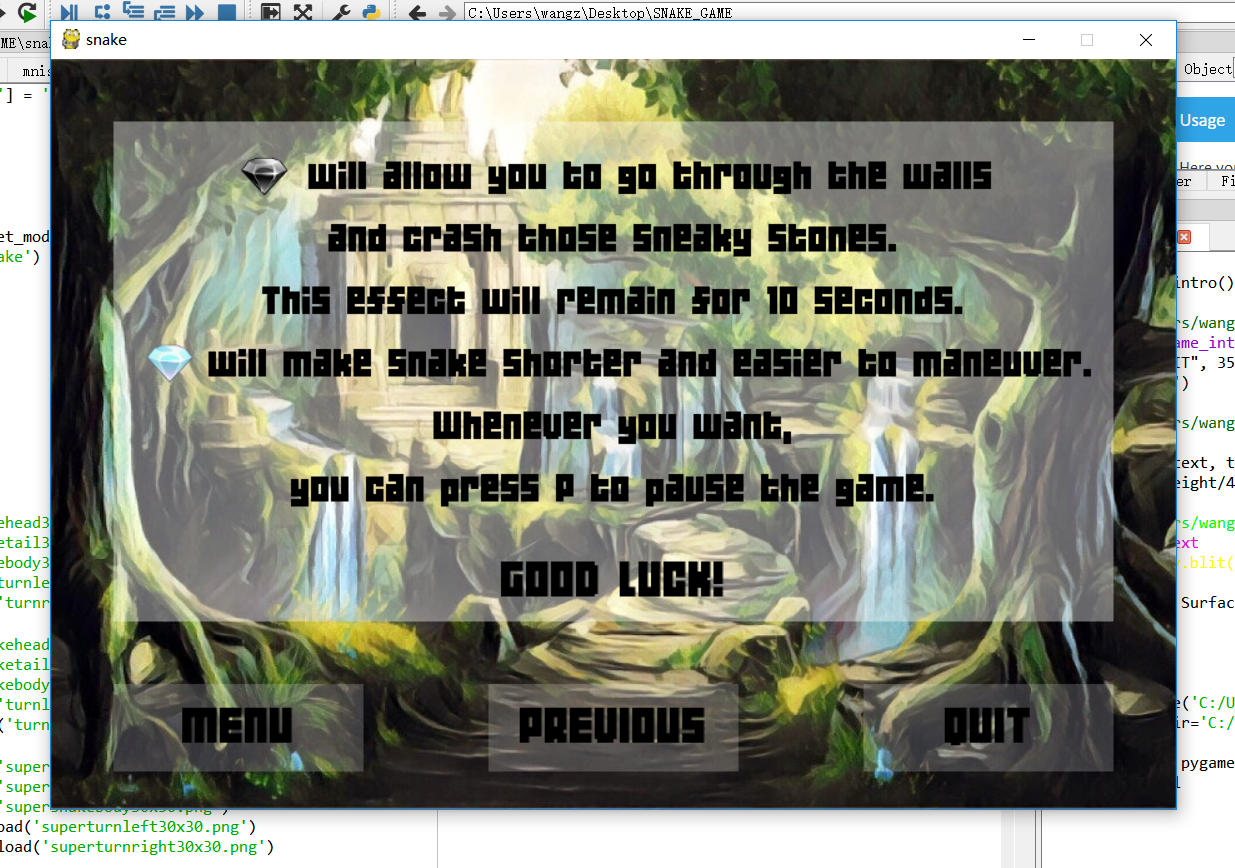 C:\Users\wangz\Desktop\SNAKE_GAME
ME\sna
snake
mnis
Object
'] = '
Usage
Here yo
er
Fi
will allow you to go through the walls
and crash those sneaky stones.
This effect will remain for 10 seconds.
will make snake shorter and easier to maneuver.
Whenever you want,
you can press P to pause the game.
GOOD LUCK!
MENU
PREVIOUS
QUIT
et_mod
ake')
intro()
rs/wang
ame_int
IT", 35
')
rs/wang
text, t
eight/4
ehead3
etail3
ebody3
turnle
'turnr
rs/wang
ext
y.blit(
Surfac
kehead
ketail
kebody
'turnl
('turn
e('C:/U
ir='C:/
pygame
l
'super
'super
'supersnakebody30x30.png')
oad('superturnleft30x30.png')
load('superturnright30x30.png')